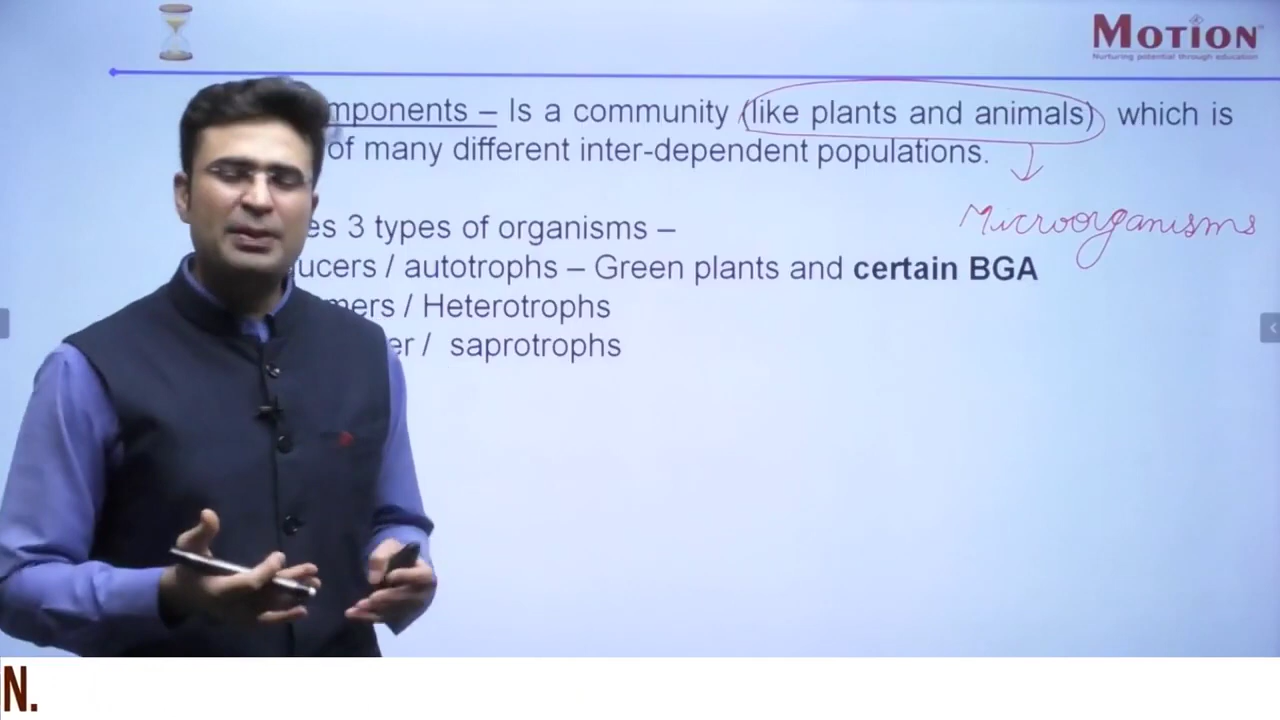 MOTION
Nurturing potential through education
mponents – Is a community (like plants and animals) which is
of many different inter-dependent populations.
Microorganisms
es 3 types of organisms –
ucers / autotrophs – Green plants and certain BGA
mers / Heterotrophs
er / saprotrophs
N.